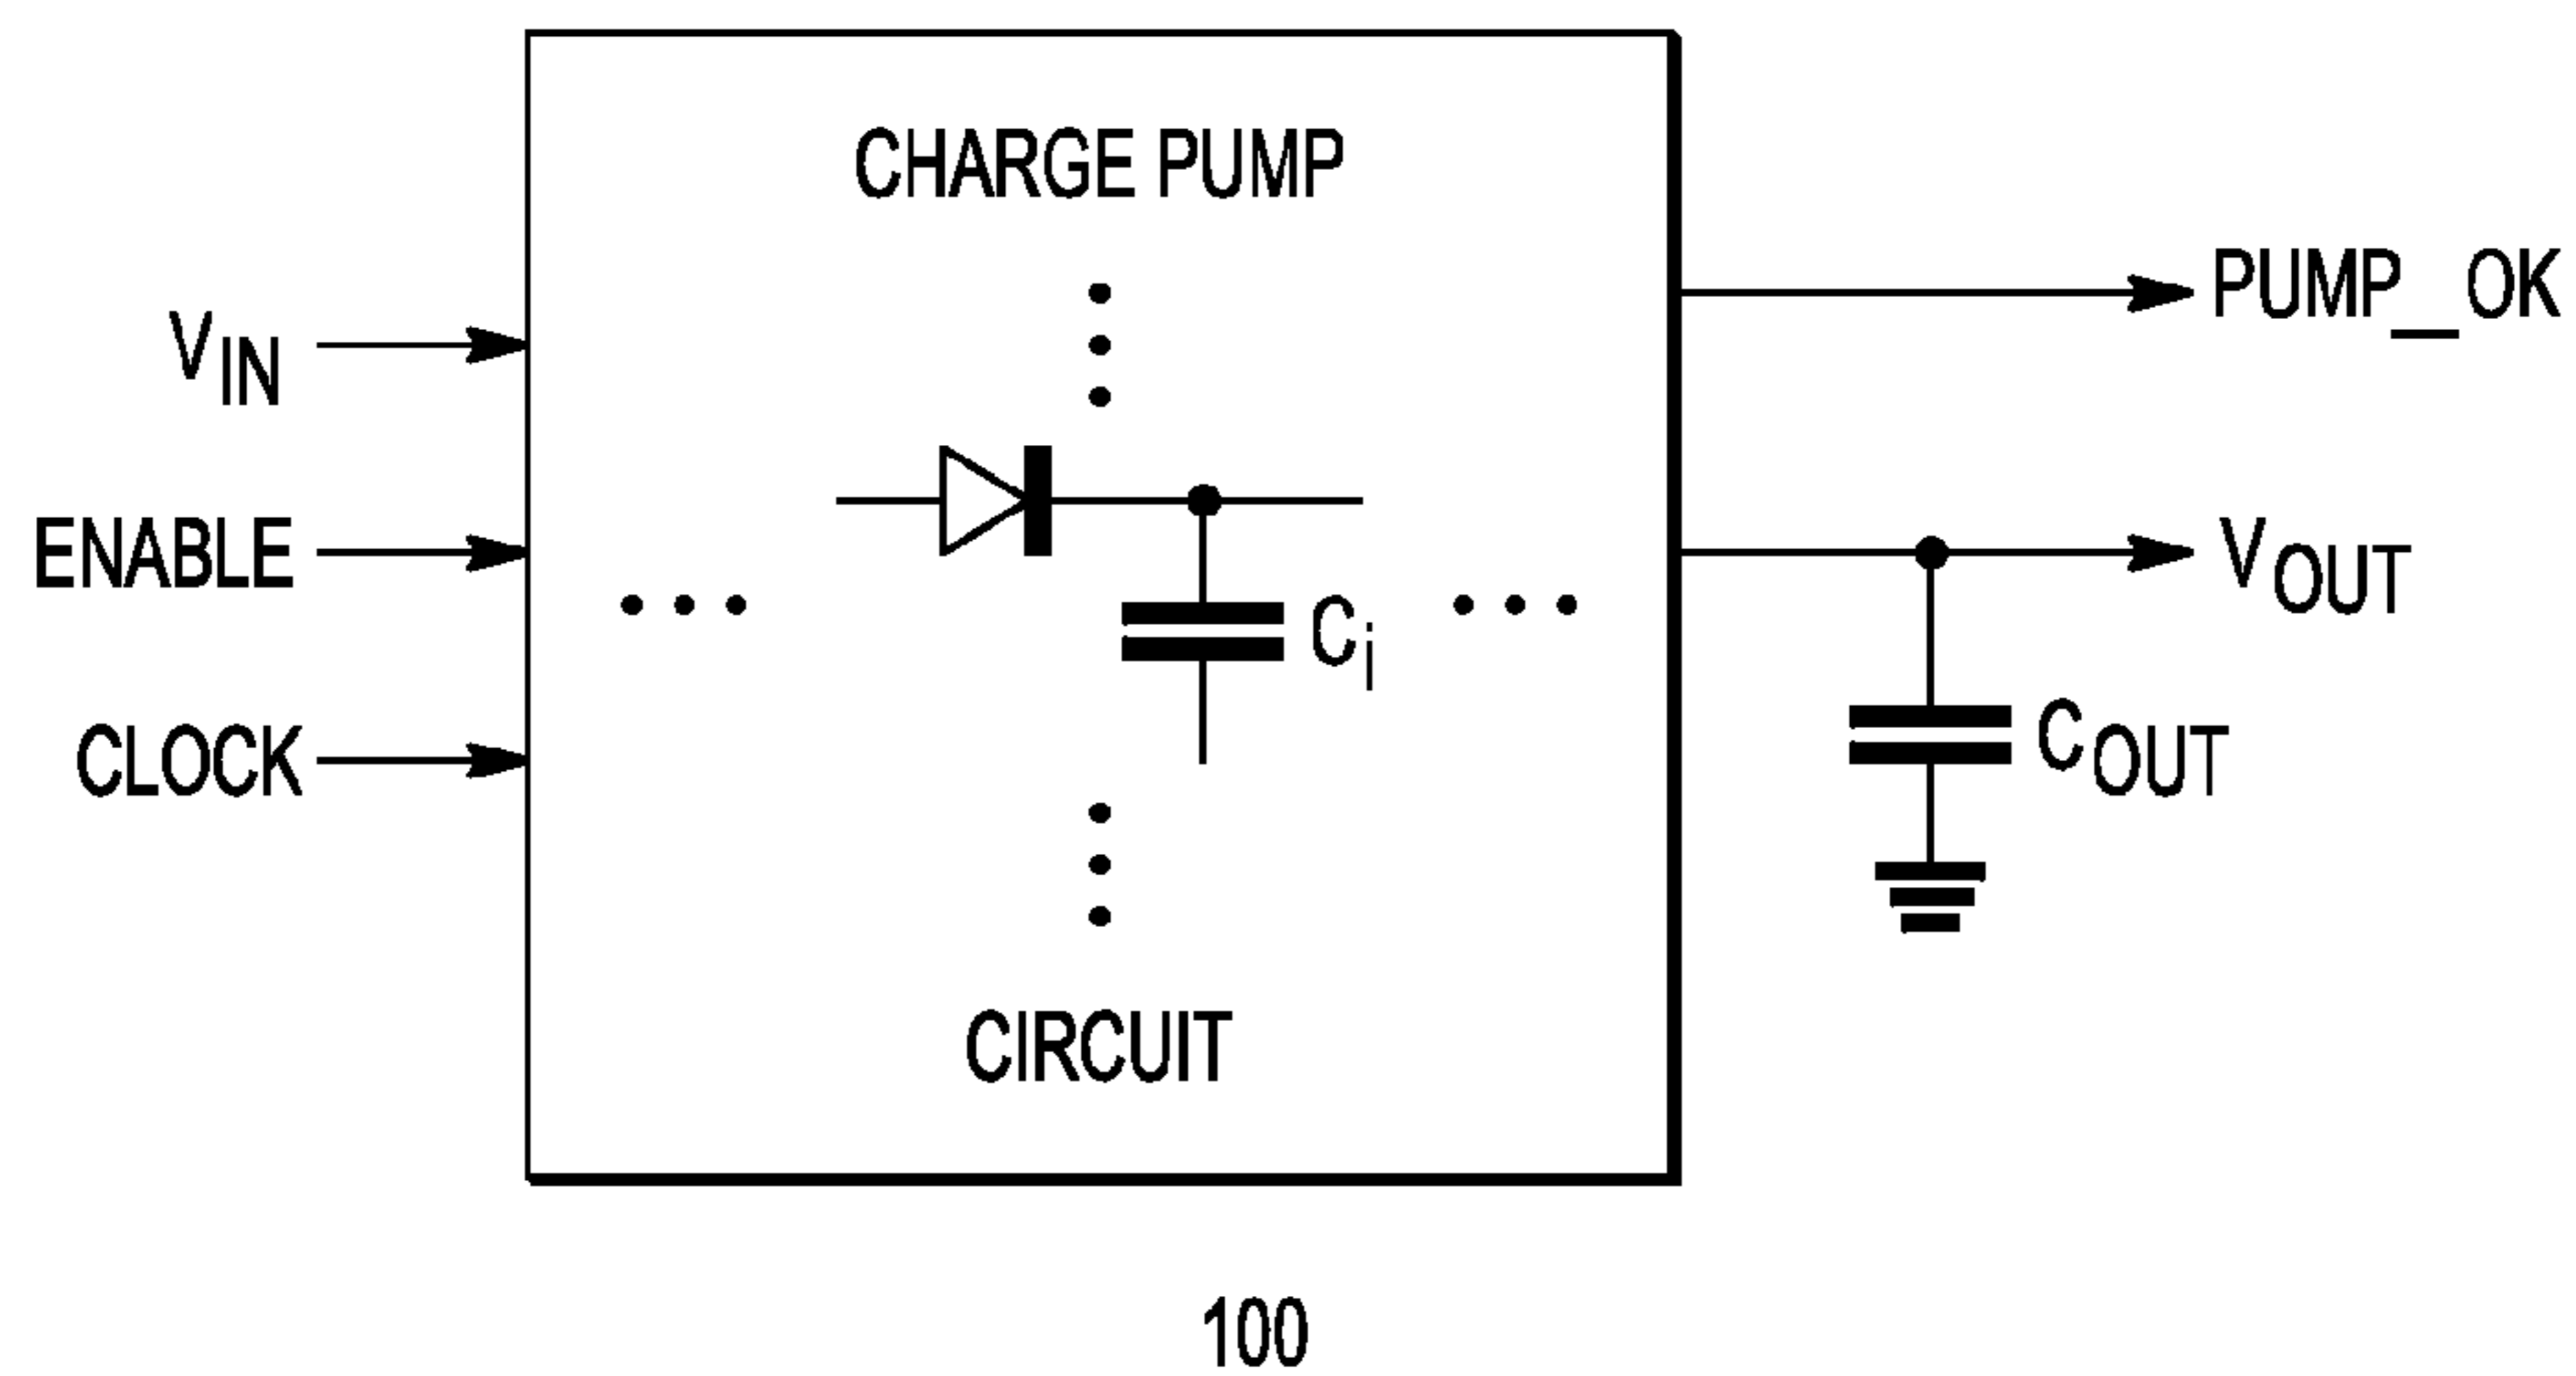 CHARGE PUMP
PUMP_OK
VIN
ENABLE
VOUT
Ci
CLOCK
COUT
CIRCUIT
100